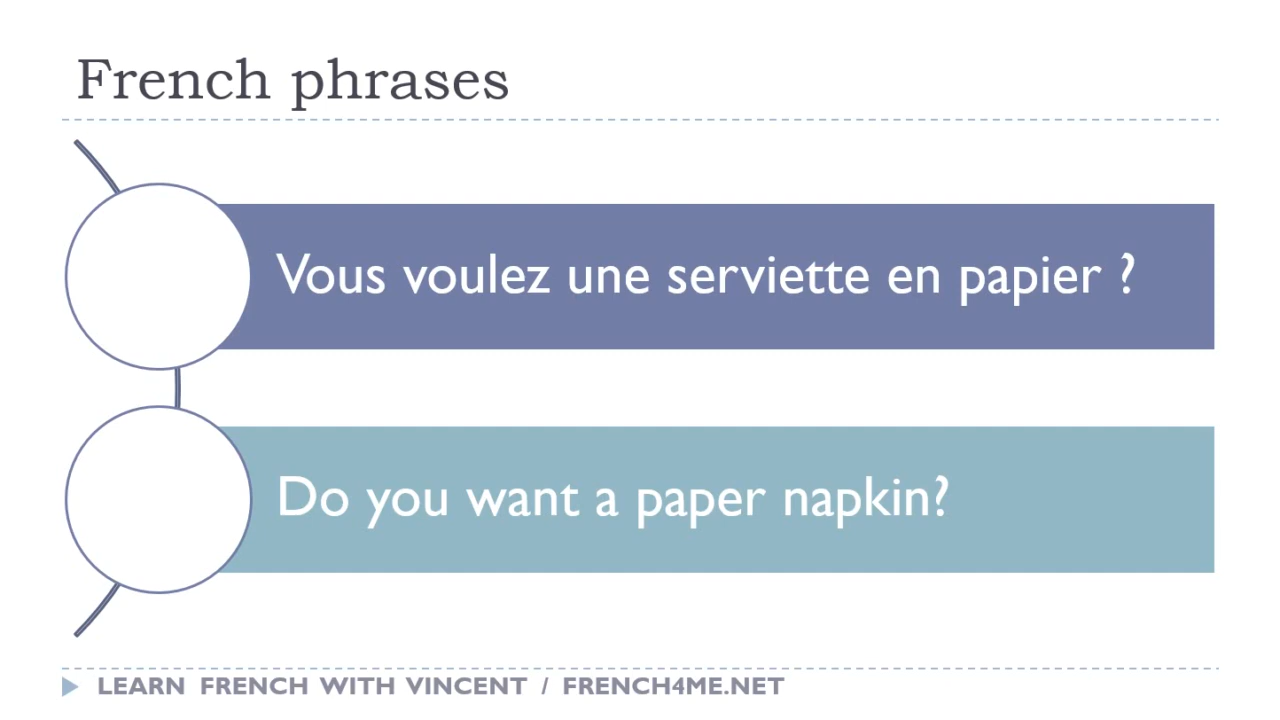 French phrases
Vous voulez une serviette en papier ?
Do you want a paper napkin?
LEARN FRENCH WITH VINCENT / FRENCH4ME.NET